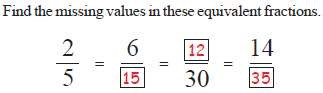 Find the missing values in these equivalent fractions.
2/5 = 6/15 = 12/30 = 14/35